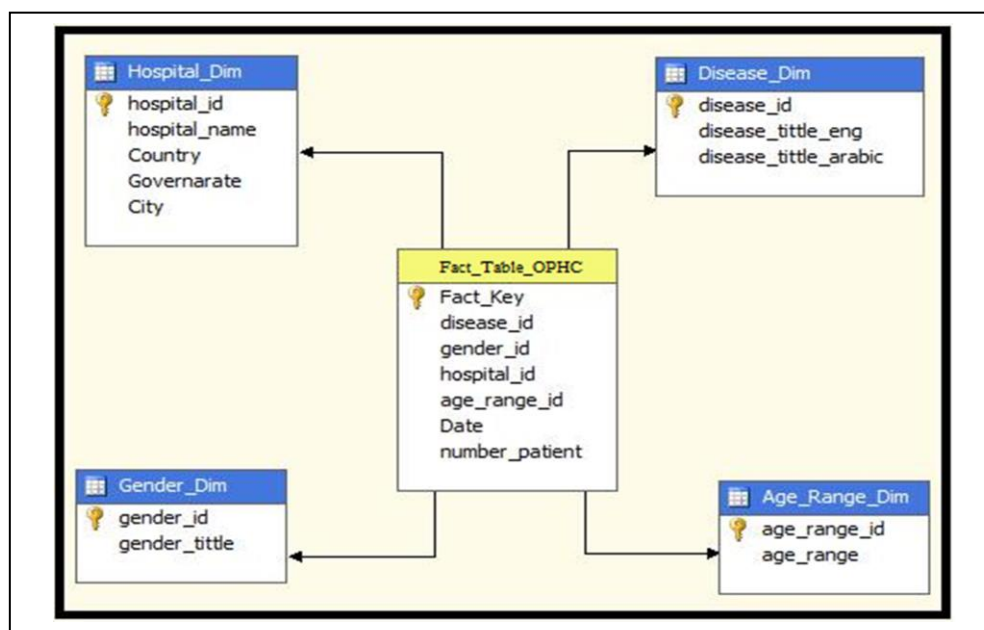 Hospital_Dim
hospital_id
hospital_name
Country
Governarate
City
Disease_Dim
disease_id
disease_tittle_eng
disease_tittle_arabic
Fact_Table_OPHC
Fact_Key
disease_id
gender_id
hospital_id
age_range_id
Date
number_patient
Gender_Dim
gender_id
gender_tittle
Age_Range_Dim
age_range_id
age_range